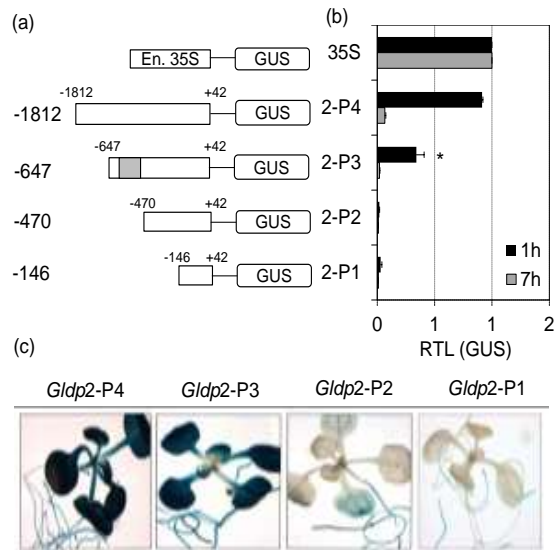 (a)
(b)
En. 35S GUS 35S
-1812 +42
-1812 GUS 2-P4
-647 +42
-647 GUS 2-P3 *
-470 +42
-470 GUS 2-P2
-146 +42
-146 GUS 2-P1
1h
7h
0 1 1 2
RTL (GUS)
(c)
Gldp2-P4 Gldp2-P3 Gldp2-P2 Gldp2-P1